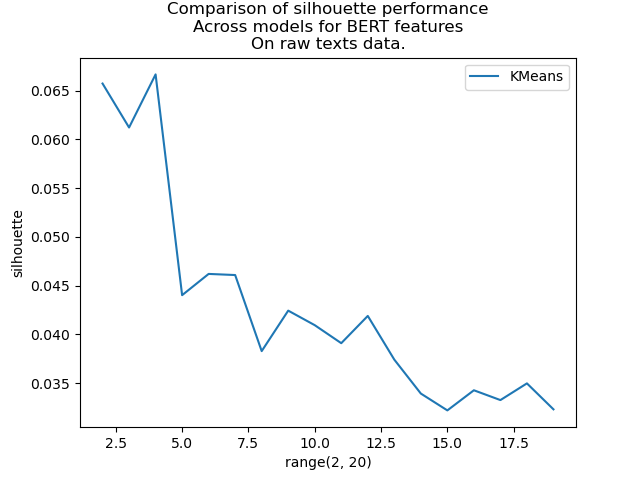 Comparison of silhouette performance
Across models for BERT features
On raw texts data.
KMeans
0.065
0.060
0.055
0.050
0.045
0.040
0.035
silhouette
2.5 5.0 7.5 10.0 12.5 15.0 17.5
range(2, 20)